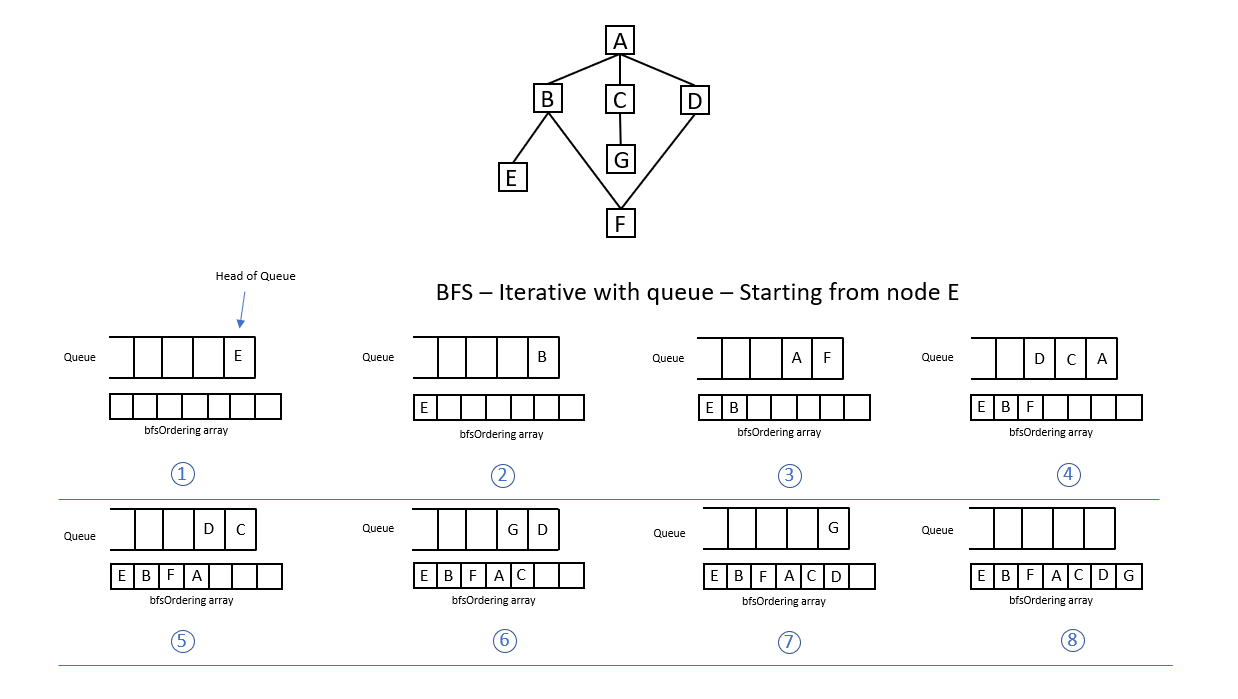 A
B C D
G
E
F
Head of Queue
BFS – Iterative with queue – Starting from node E
Queue E
bfsOrdering array
1
Queue B
E
bfsOrdering array
2
Queue A F
E B
bfsOrdering array
3
Queue D C A
E B F
bfsOrdering array
4
Queue D C
E B F A
bfsOrdering array
5
Queue G D
E B F A C
bfsOrdering array
6
Queue G
E B F A C D
bfsOrdering array
7
Queue
E B F A C D G
bfsOrdering array
8